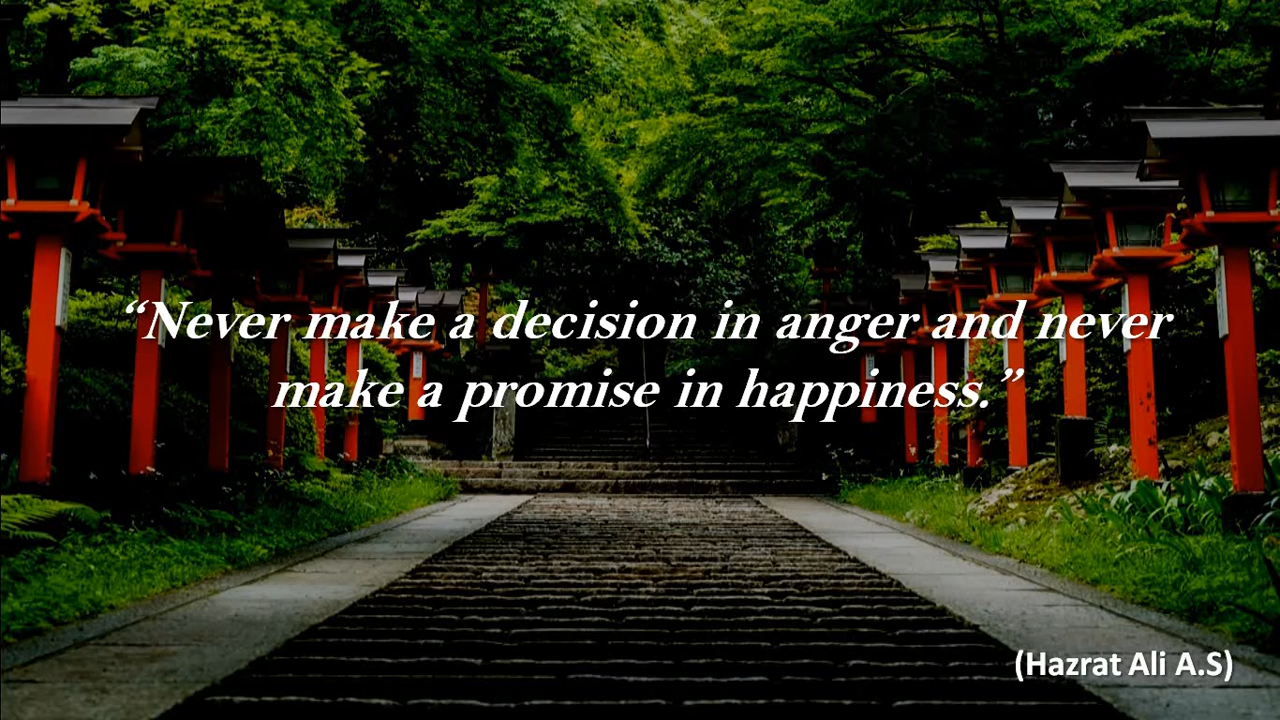 “Never make a decision in anger and never
make a promise in happiness.”
(Hazrat Ali A.S)